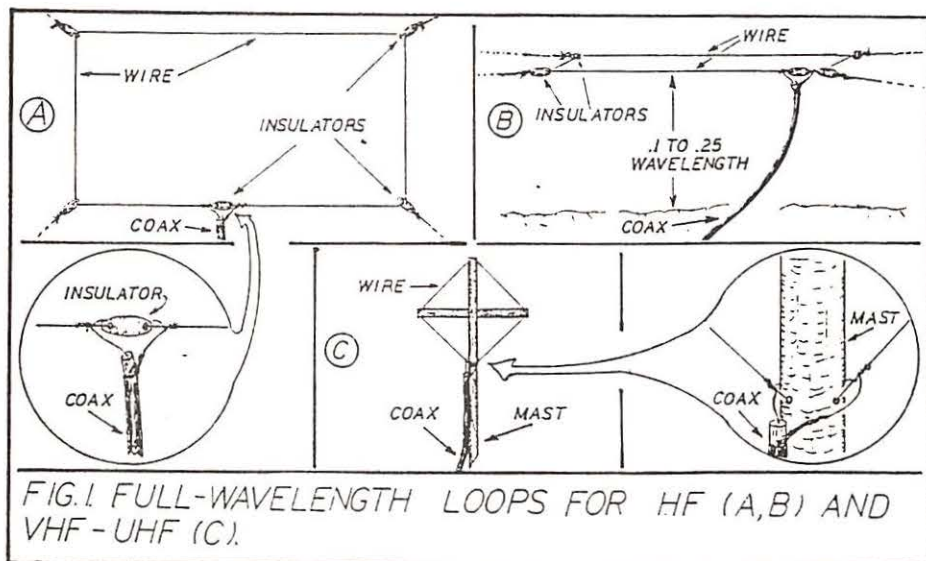 WIRE
A
INSULATORS
COAX
WIRE
B
INSULATORS
.1 TO .25
WAVELENGTH
COAX
INSULATOR
COAX
WIRE
C
COAX
MAST
MAST
COAX
FIG.1. FULL-WAVELENGTH LOOPS FOR HF (A,B) AND
VHF-UHF (C).